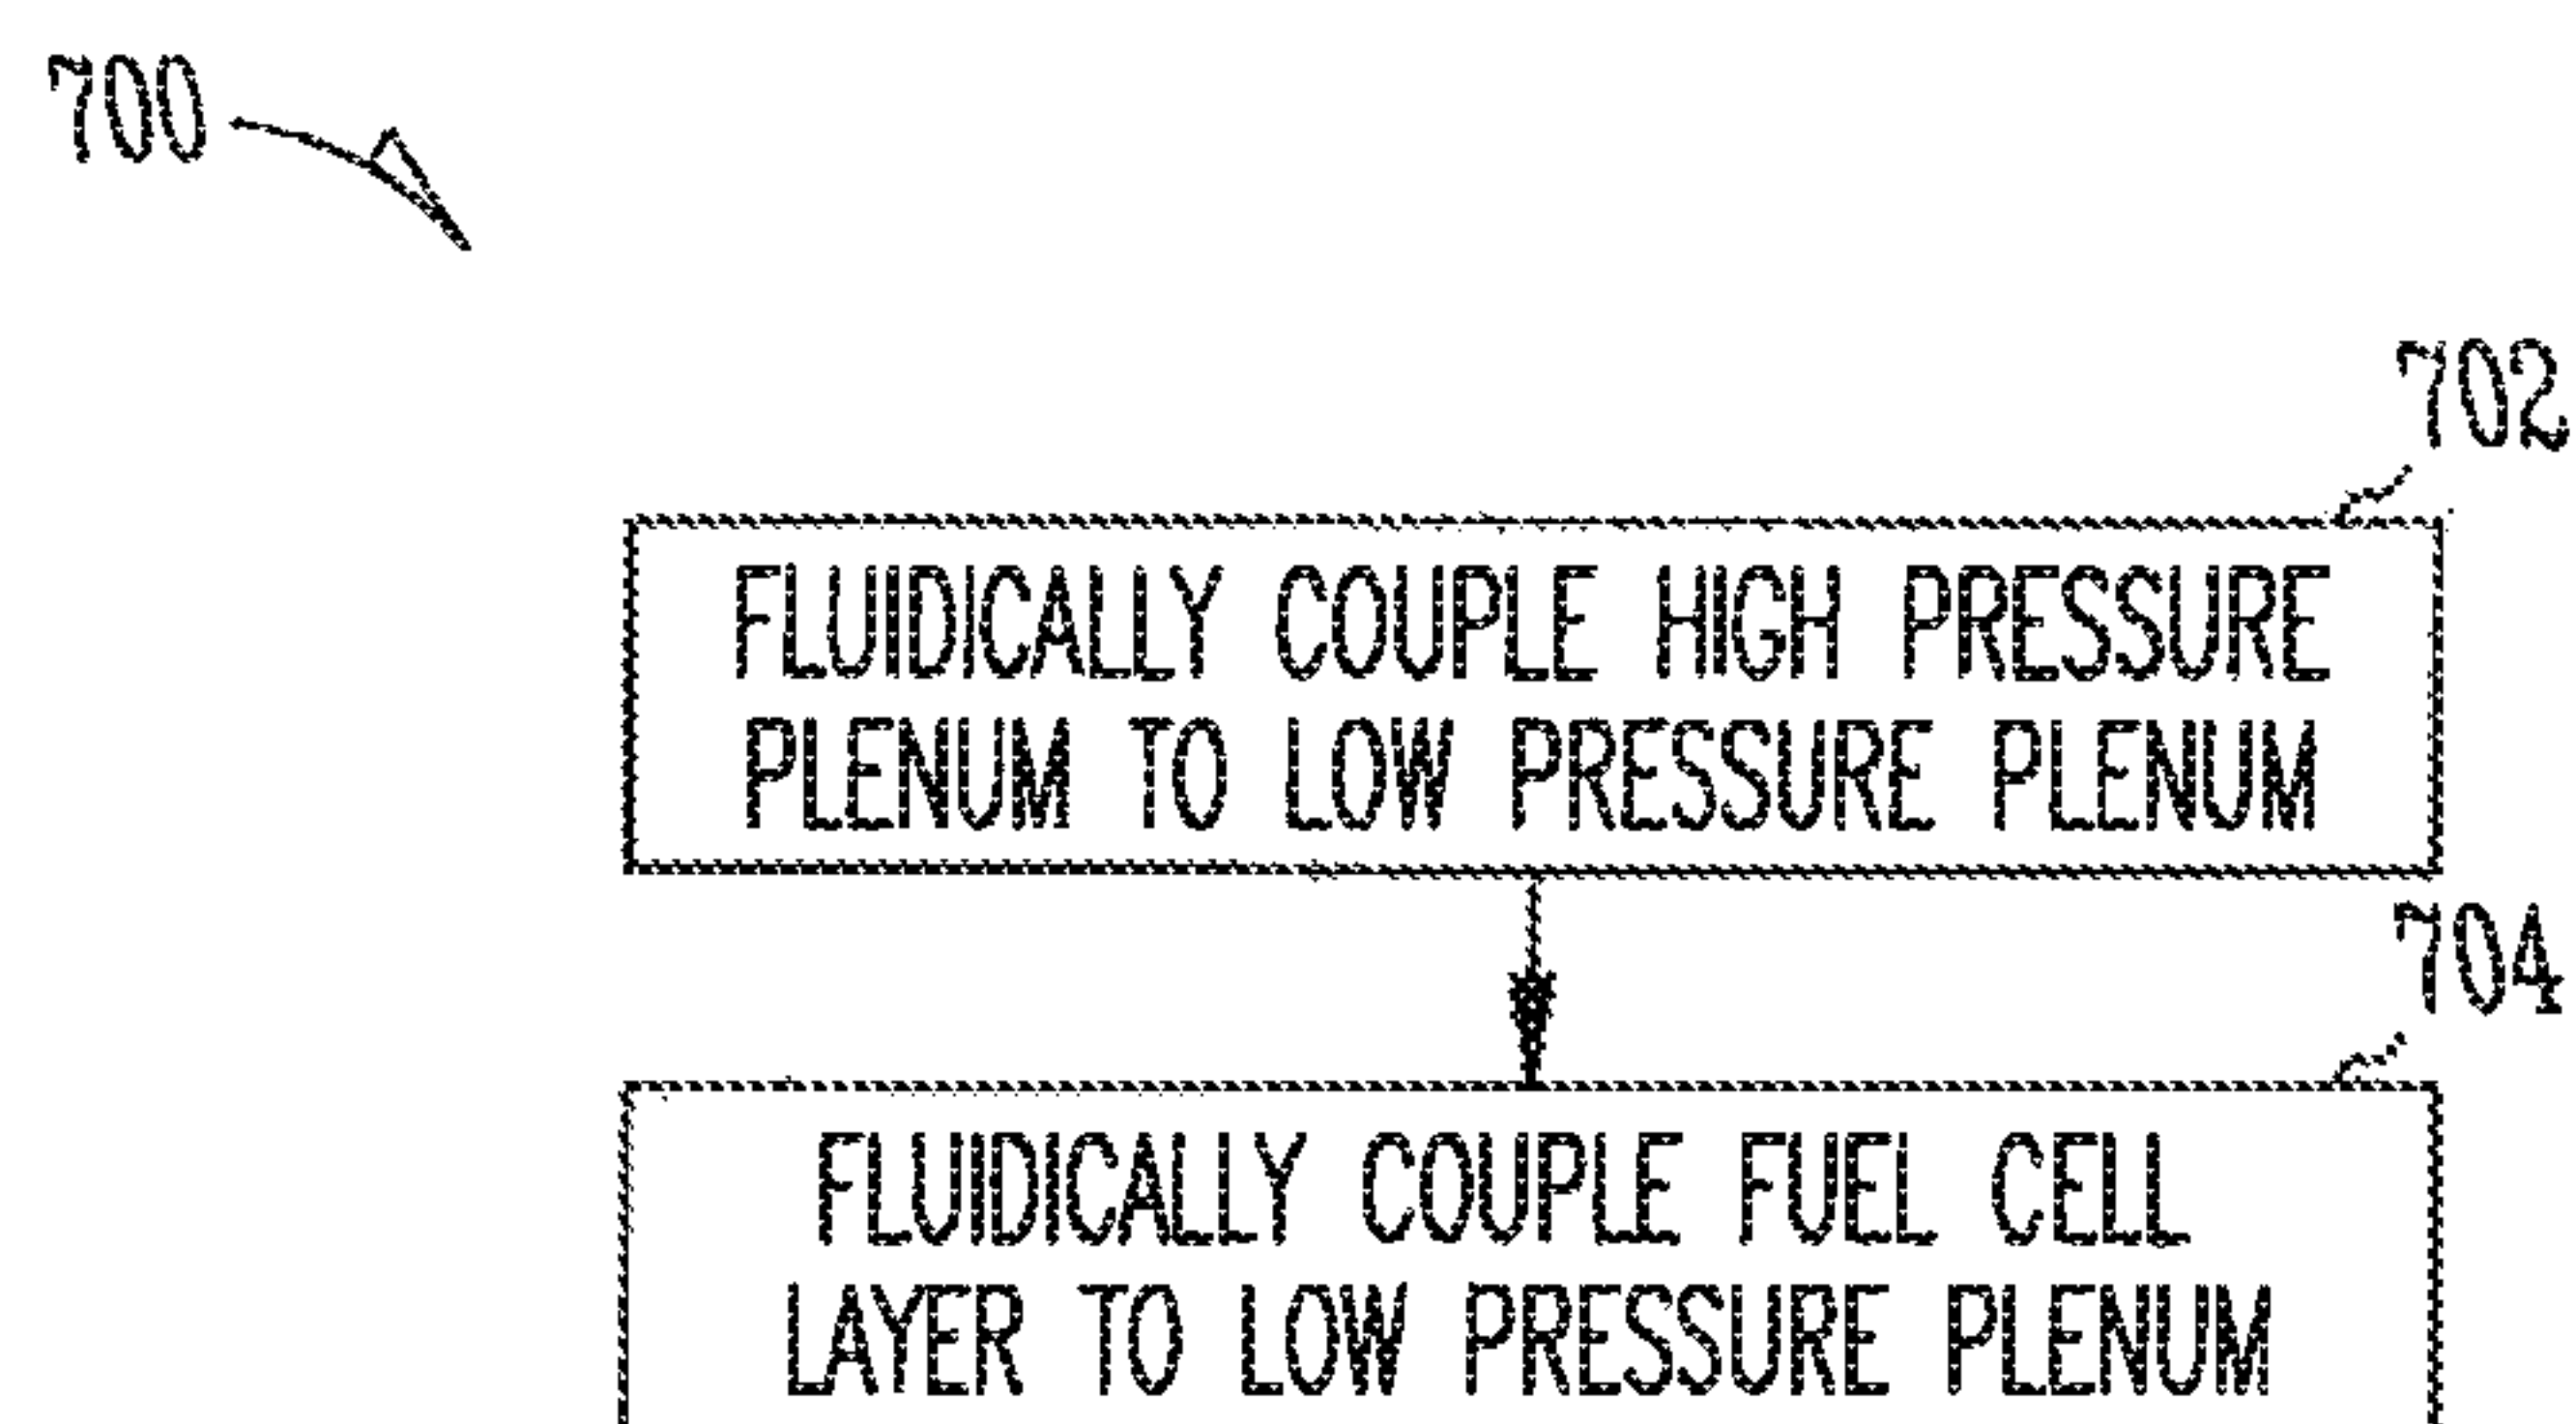 700
702
FLUIDICALLY COUPLE HIGH PRESSURE
PLENUM TO LOW PRESSURE PLENUM
704
FLUIDICALLY COUPLE FUEL CELL
LAYER TO LOW PRESSURE PLENUM